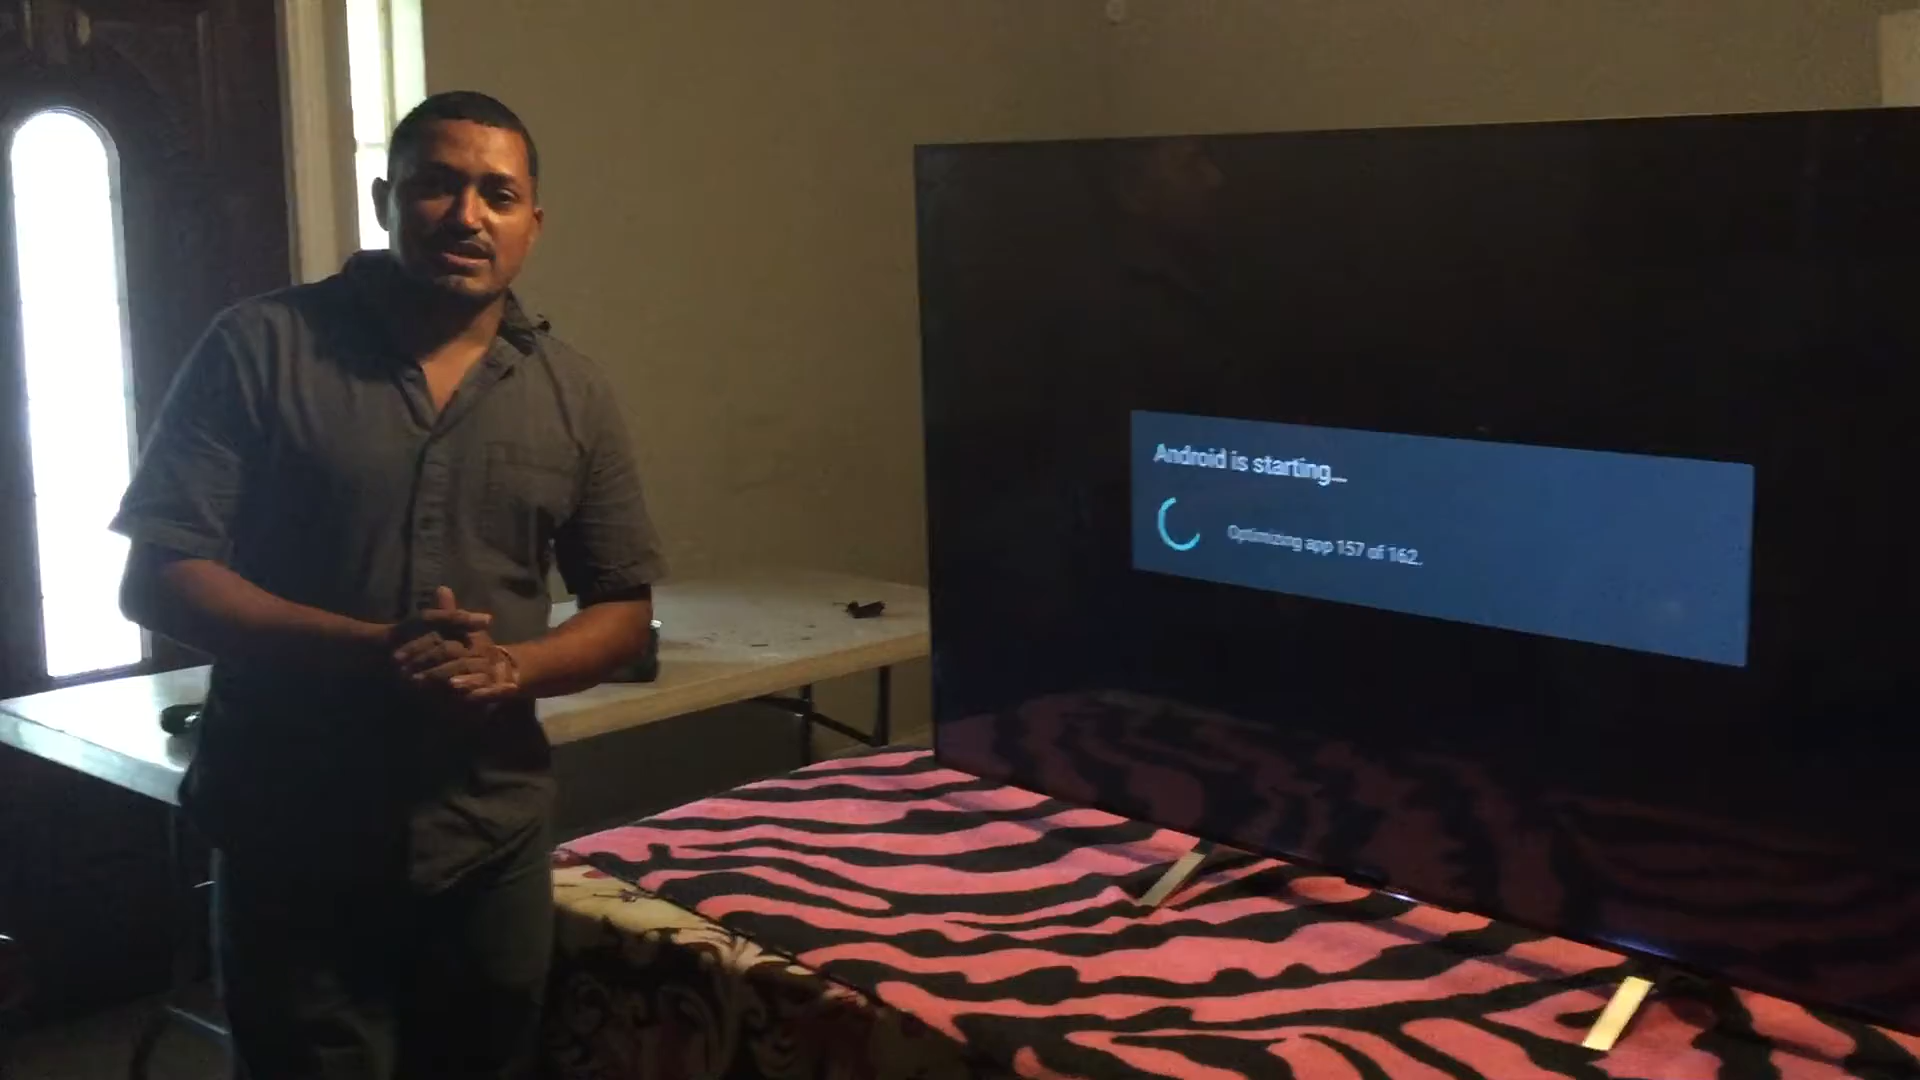 Android is starting...
Optimizing app 157 of 162.